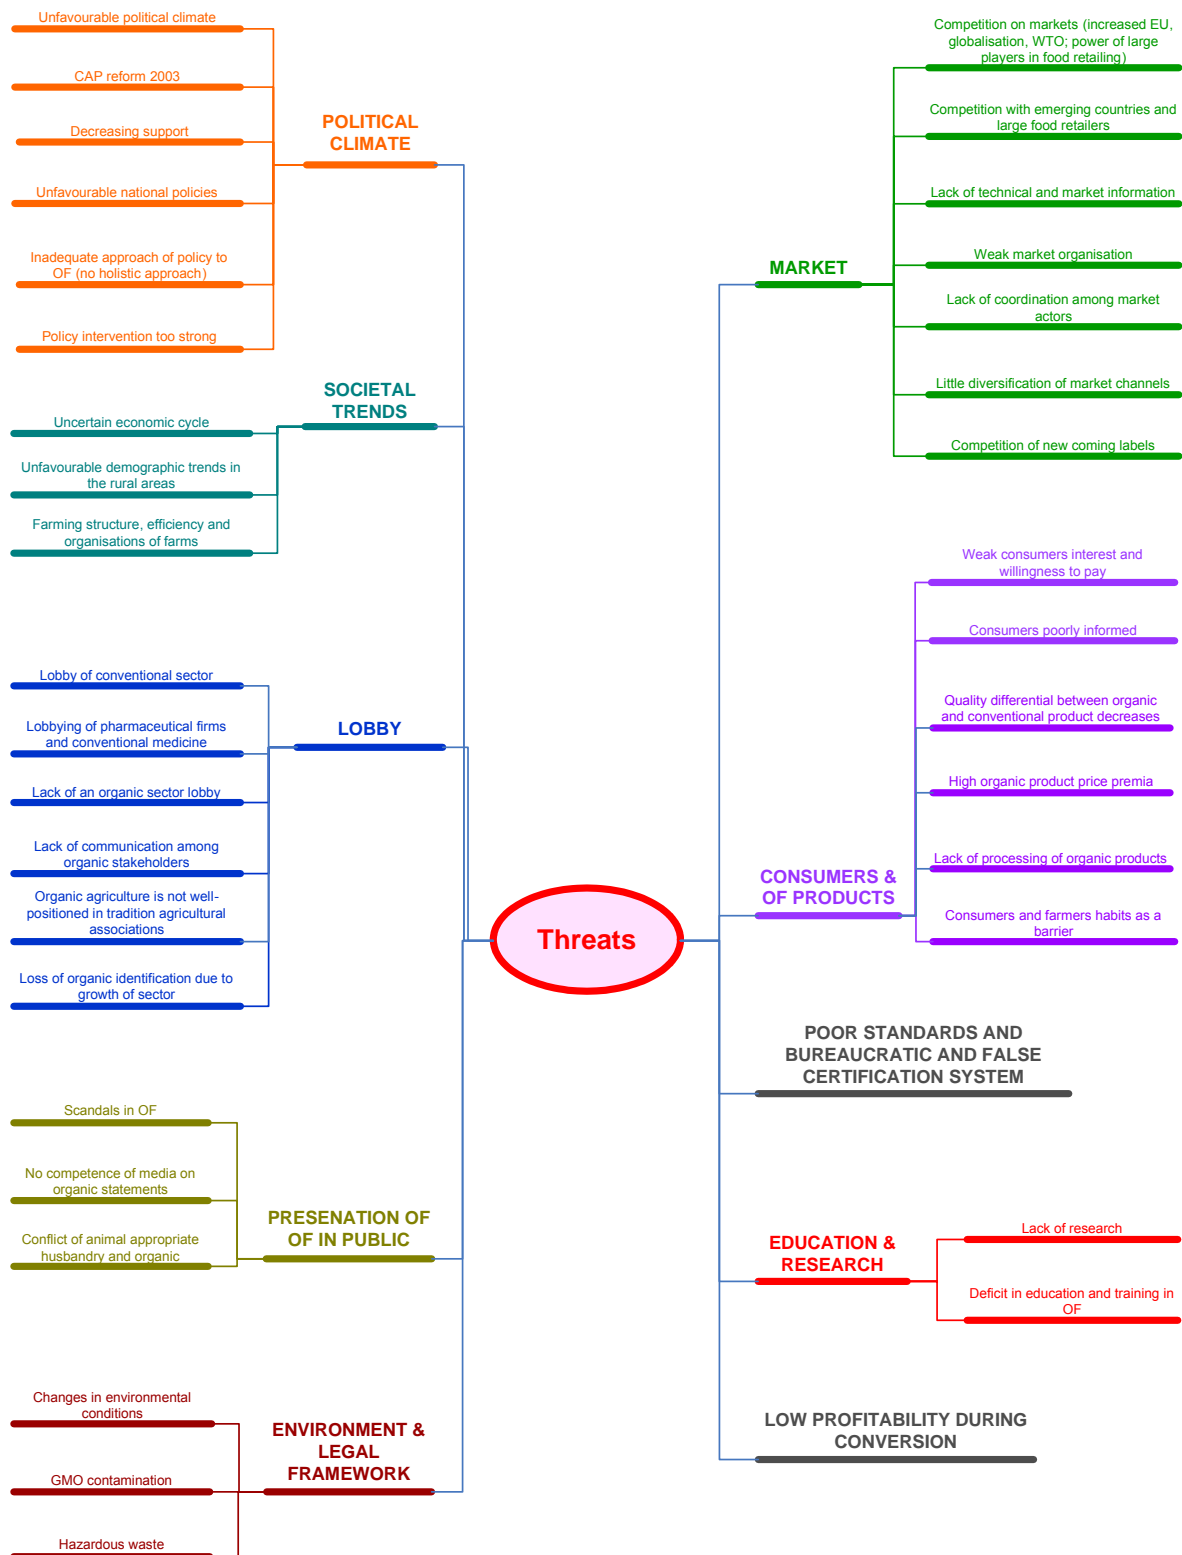 Unfavourable political climate
CAP reform 2003
Decreasing support
Unfavourable national policies
Inadequate approach of policy to
OF (no holistic approach)
Policy intervention too strong
POLITICAL
CLIMATE
Uncertain economic cycle
Unfavourable demographic trends in
the rural areas
Farming structure, efficiency and
organisations of farms
SOCIETAL
TRENDS
Lobby of conventional sector
Lobbying of pharmaceutical firms
and conventional medicine
Lack of an organic sector lobby
Lack of communication among
organic stakeholders
Organic agriculture is not well-
positioned in tradition agricultural
associations
Loss of organic identification due to
growth of sector
LOBBY
Scandals in OF
No competence of media on
organic statements
Conflict of animal appropriate
husbandry and organic
PRESENATION OF
OF IN PUBLIC
Changes in environmental
conditions
GMO contamination
Hazardous waste
ENVIRONMENT &
LEGAL
FRAMEWORK
Threats
MARKET
Competition on markets (increased EU,
globalisation, WTO; power of large
players in food retailing)
Competition with emerging countries and
large food retailers
Lack of technical and market information
Weak market organisation
Lack of coordination among market
actors
Little diversification of market channels
Competition of new coming labels
CONSUMERS &
OF PRODUCTS
Weak consumers interest and
willingness to pay
Consumers poorly informed
Quality differential between organic
and conventional product decreases
High organic product price premia
Lack of processing of organic products
Consumers and farmers habits as a
barrier
POOR STANDARDS AND
BUREAUCRATIC AND FALSE
CERTIFICATION SYSTEM
EDUCATION &
RESEARCH
Lack of research
Deficit in education and training in
OF
LOW PROFITABILITY DURING
CONVERSION